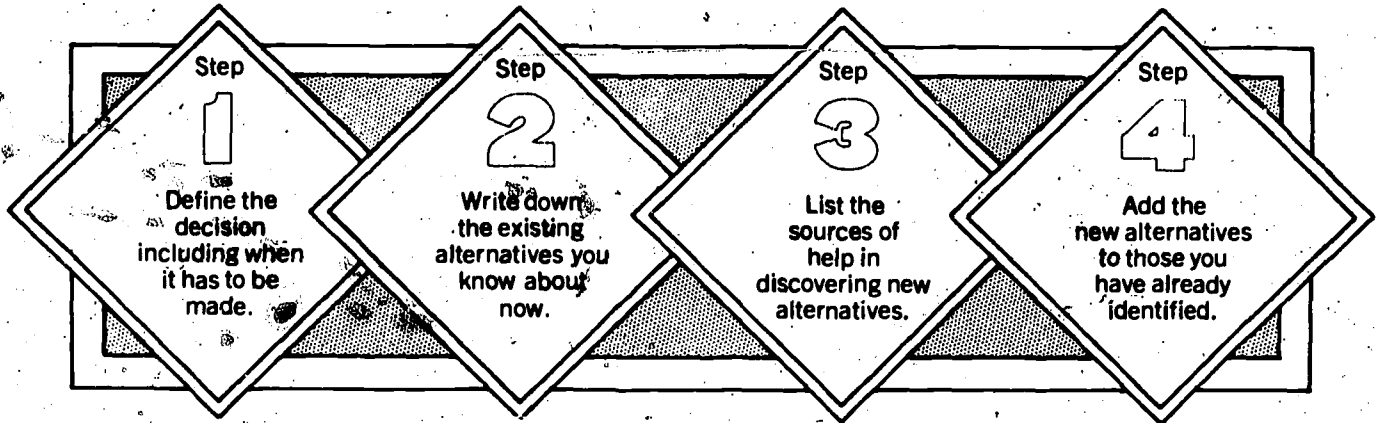 Step
1
Define the
decision
including when
it has to be
made.
Step
2
Write down
the existing
alternatives you
know about
now.
Step
3
List the
sources of
help in
discovering new
alternatives.
Step
4
Add the
new alternatives
to those you
have already
identified.